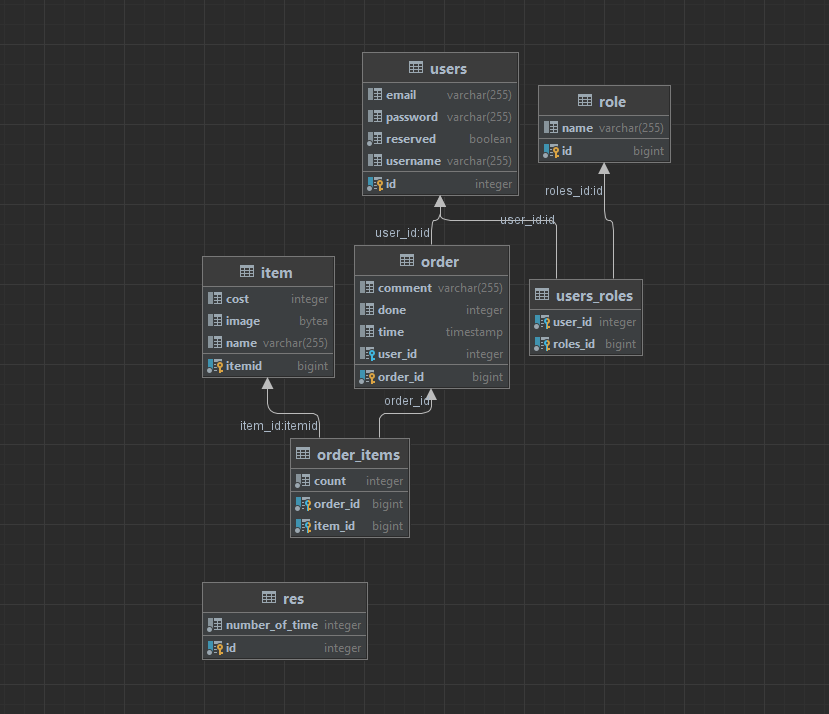 users
email varchar(255)
password varchar(255)
reserved boolean
username varchar(255)
id integer
role
name varchar(255)
id bigint
roles_id:id
user_id:id
user_id:id
item
cost integer
image bytea
name varchar(255)
itemid bigint
order
comment varchar(255)
done integer
time timestamp
user_id integer
order_id bigint
users_roles
user_id integer
roles_id bigint
order_id
item_id:itemid
order_items
count integer
order_id bigint
item_id bigint
res
number_of_time integer
id integer